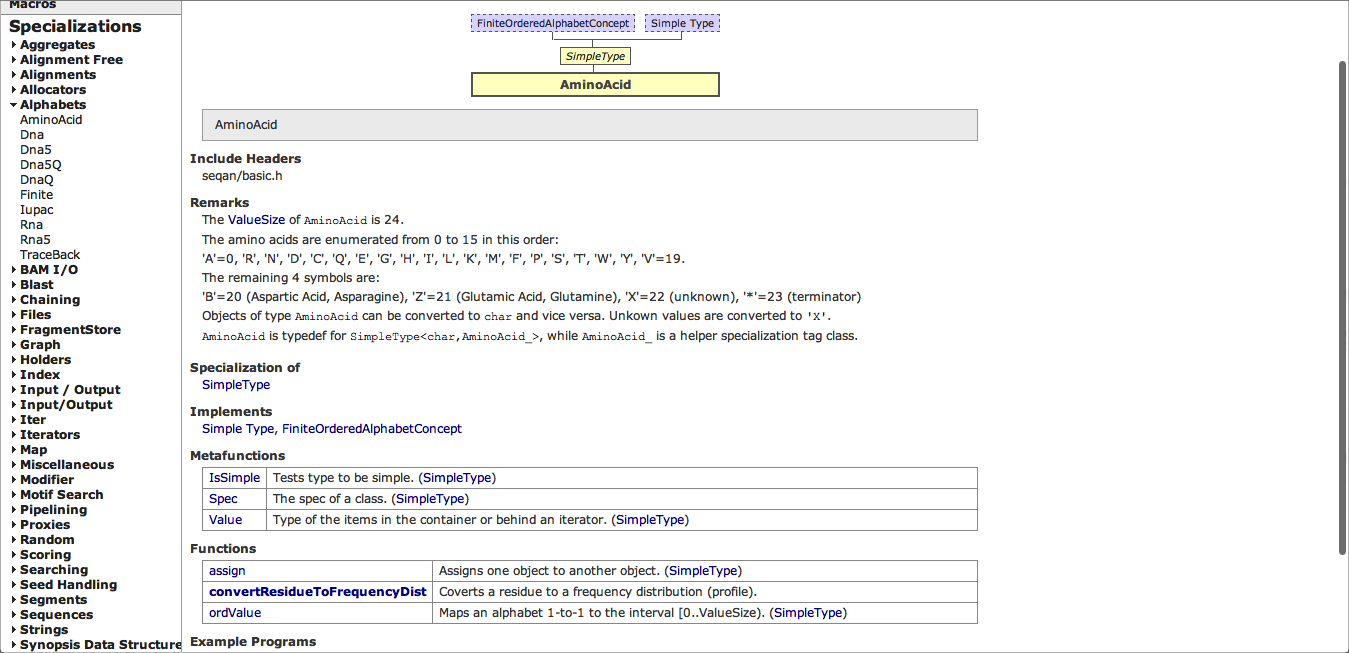 Macros
Specializations
Aggregates
Alignment Free
Alignments
Allocators
Alphabets
AminoAcid
Dna
Dna5
Dna5Q
DnaQ
Finite
Iupac
Rna
Rna5
TraceBack
BAM I/O
Blast
Chaining
Files
FragmentStore
Graph
Holders
Index
Input / Output
Input/Output
Iter
Iterators
Map
Miscellaneous
Modifier
Motif Search
Pipelining
Proxies
Random
Scoring
Searching
Seed Handling
Segments
Sequences
Strings
Synopsis Data Structure
FiniteOrderedAlphabetConcept Simple Type
SimpleType
AminoAcid
AminoAcid
Include Headers
seqan/basic.h
Remarks
The ValueSize of AminoAcid is 24.
The amino acids are enumerated from 0 to 15 in this order:
'A'=0, 'R', 'N', 'D', 'C', 'Q', 'E', 'G', 'H', 'I', 'L', 'K', 'M', 'F', 'P', 'S', 'T', 'W', 'Y', 'V'=19.
The remaining 4 symbols are:
'B'=20 (Aspartic Acid, Asparagine), 'Z'=21 (Glutamic Acid, Glutamine), 'X'=22 (unknown), '*'=23 (terminator)
Objects of type AminoAcid can be converted to char and vice versa. Unkown values are converted to 'X'.
AminoAcid is typedef for SimpleType<char,AminoAcid_>, while AminoAcid_ is a helper specialization tag class.
Specialization of
SimpleType
Implements
Simple Type, FiniteOrderedAlphabetConcept
Metafunctions
IsSimple Tests type to be simple. (SimpleType)
Spec The spec of a class. (SimpleType)
Value Type of the items in the container or behind an iterator. (SimpleType)
Functions
assign Assigns one object to another object. (SimpleType)
convertResidueToFrequencyDist Coverts a residue to a frequency distribution (profile).
ordValue Maps an alphabet 1-to-1 to the interval [0..ValueSize). (SimpleType)
Example Programs